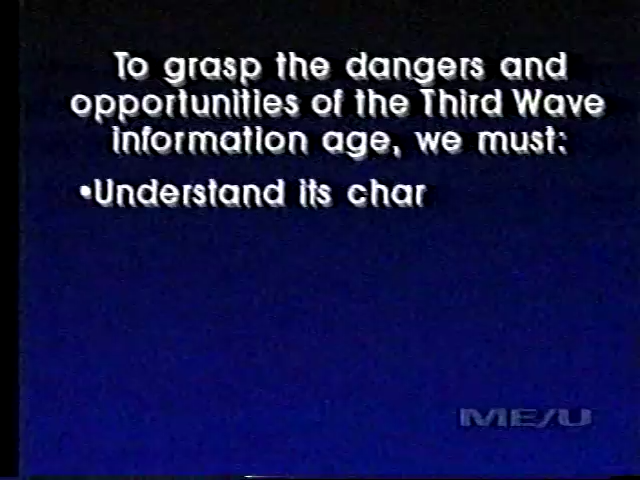 To grasp the dangers and
opportunities of the Third Wave
information age, we must:
•Understand its char
ME/U